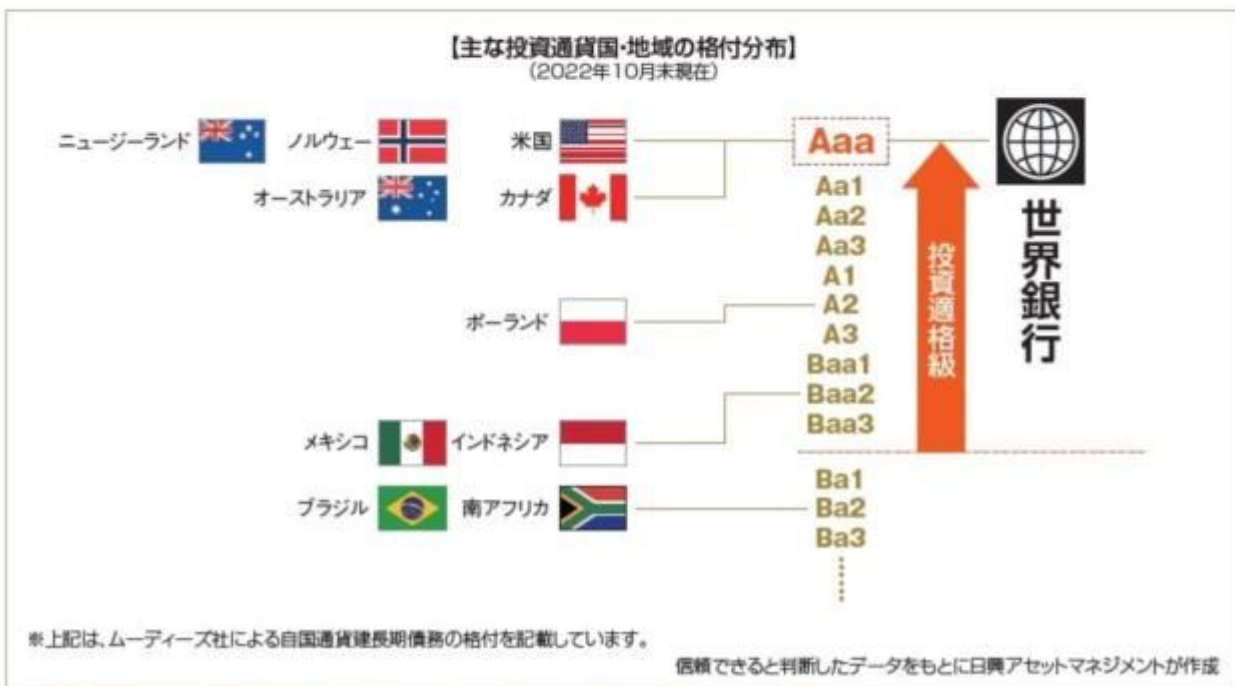 【主な投資通貨国・地域の格付分布】
(2022年10月末現在)
ニュージーランド ノルウェー 米国 Aaa
オーストラリア カナダ
Aa1
Aa2
Aa3
A1
ポーランド A2
A3
Baa1
Baa2
Baa3
メキシコ インドネシア
Ba1
ブラジル 南アフリカ Ba2
Ba3
投資適格級
世界銀行
※上記は、ムーディーズ社による自国通貨建長期債務の格付を記載しています。
信頼できると判断したデータをもとに日興アセットマネジメントが作成